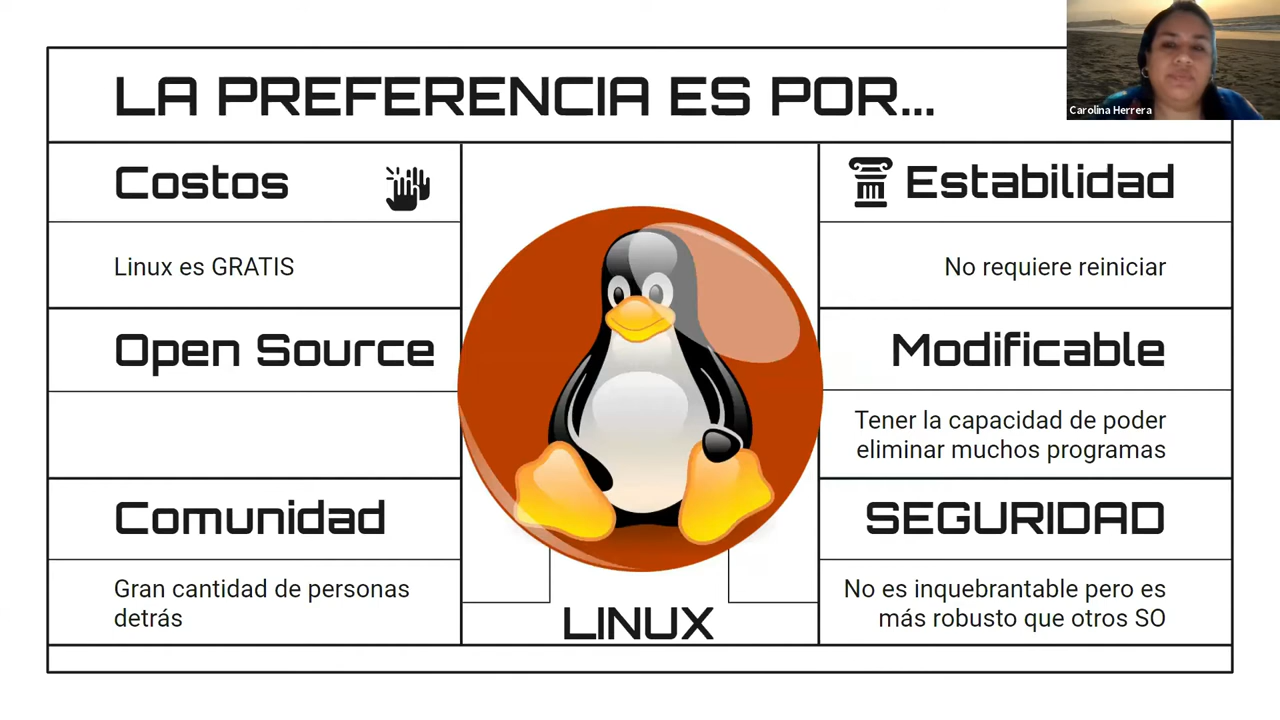 LA PREFERENCIA ES POR...
Carolina Herrera
Costos
Linux es GRATIS
Open Source
Comunidad
Gran cantidad de personas
detrás
LINUX
Estabilidad
No requiere reiniciar
Modificable
Tener la capacidad de poder
eliminar muchos programas
SEGURIDAD
No es inquebrantable pero es
más robusto que otros SO